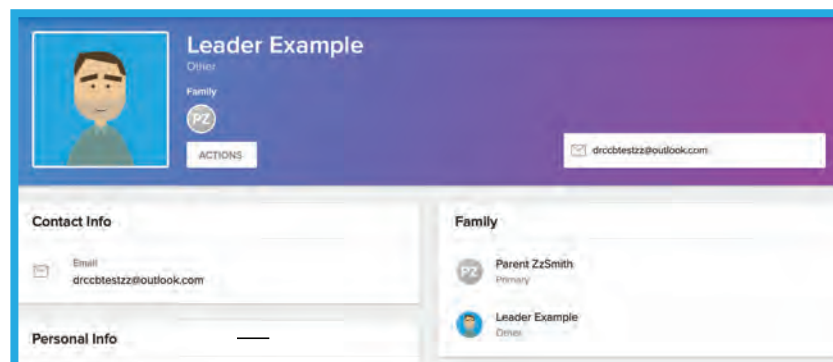 Leader Example
Other
Family
PZ
ACTIONS
drccbtestzz@outlook.com
Contact Info
Email
drccbtestzz@outlook.com
Personal Info
Family
PZ
Parent ZzSmith
Primary
Leader Example
Other